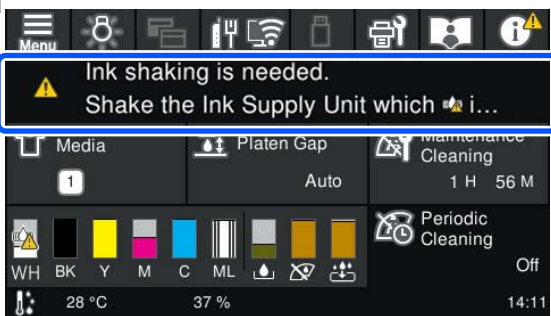 Menu
Ink shaking is needed.
Shake the Ink Supply Unit which i…
Media
1
Platen Gap
Auto
Maintenance
Cleaning
1 H 56 M
WH BK Y M C ML
Periodic
Cleaning
Off
28 °C 37 % 14:11